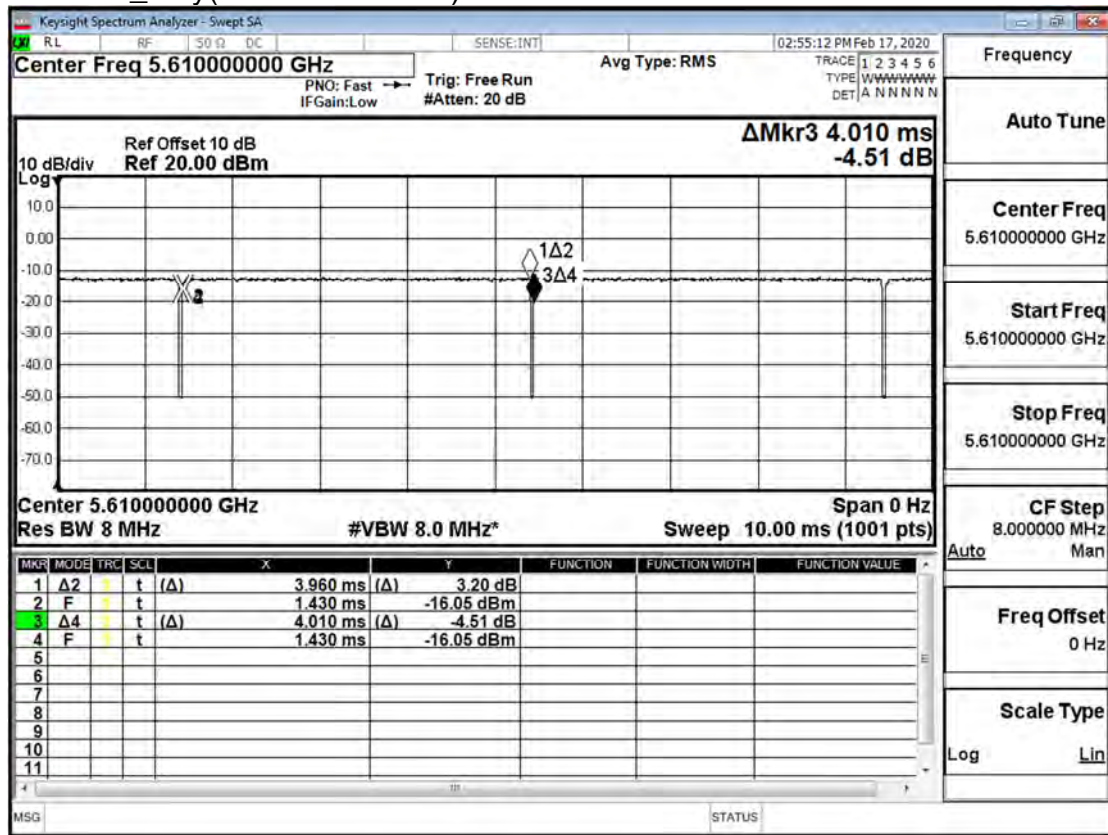 Keysight Spectrum Analyzer - Swept SA
RL RF 50 Ω DC SENSE:INT 02:55:12 PM Feb 17, 2020
Center Freq 5.610000000 GHz Avg Type: RMS TRACE 1 2 3 4 5 6
PNO: Fast Trig: Free Run TYPE WWWWWW
IFGain:Low #Atten: 20 dB DET A N N N N N
Frequency
Auto Tune
Center Freq
5.610000000 GHz
Start Freq
5.610000000 GHz
Stop Freq
5.610000000 GHz
CF Step
8.000000 MHz
Auto Man
Freq Offset
0 Hz
Scale Type
Log Lin
ΔMkr3 4.010 ms
-4.51 dB
Ref Offset 10 dB
10 dB/div Ref 20.00 dBm
Log
10.0
0.00
-10.0
-20.0
-30.0
-40.0
-50.0
-60.0
-70.0
1Δ2
3Δ4
Center 5.610000000 GHz Span 0 Hz
Res BW 8 MHz #VBW 8.0 MHz* Sweep 10.00 ms (1001 pts)
MKR MODE TRC SCL X Y FUNCTION FUNCTION WIDTH FUNCTION VALUE
1 Δ2 1 t (Δ) 3.960 ms (Δ) 3.20 dB
2 F 1 t 1.430 ms -16.05 dBm
3 Δ4 1 t (Δ) 4.010 ms (Δ) -4.51 dB
4 F 1 t 1.430 ms -16.05 dBm
5
6
7
8
9
10
11
MSG STATUS